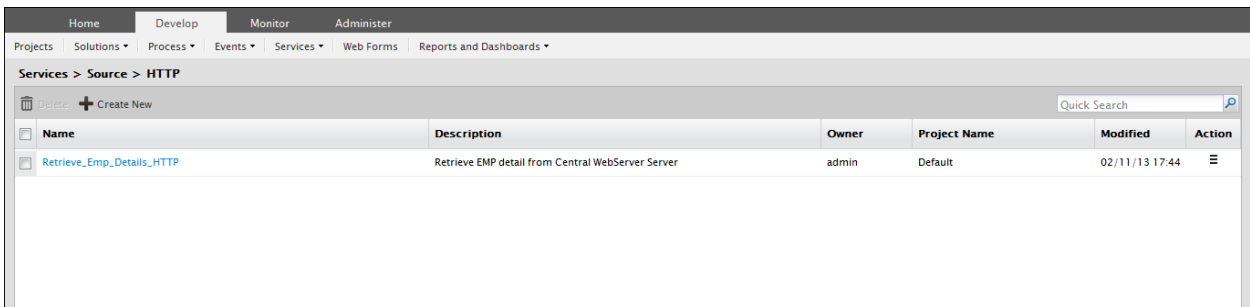 Home Develop Monitor Administer
Projects Solutions Process Events Services Web Forms Reports and Dashboards
Services > Source > HTTP
Delete Create New Quick Search
Name Description Owner Project Name Modified Action
Retrieve_Emp_Details_HTTP Retrieve EMP detail from Central WebServer Server admin Default 02/11/13 17:44